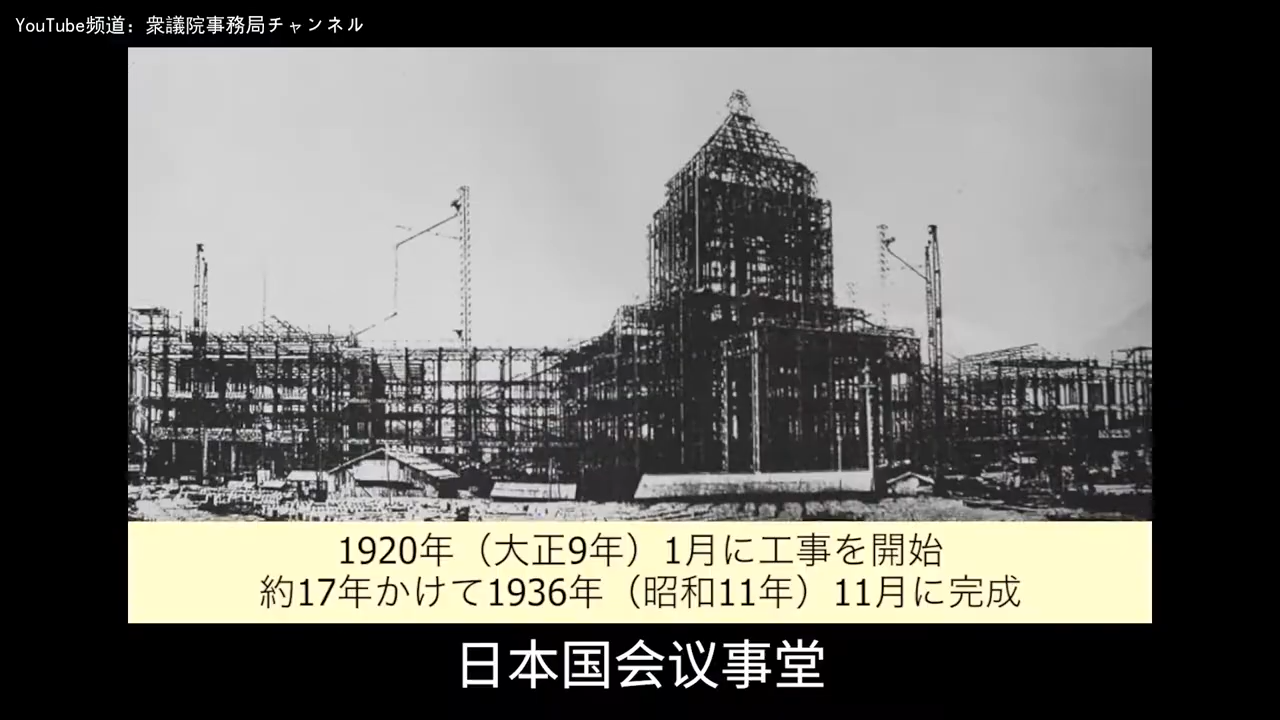 YouTube频道：衆議院事務局チャンネル
1920年（大正9年）1月に工事を開始
約17年かけて1936年（昭和11年）11月に完成
日本国会议事堂